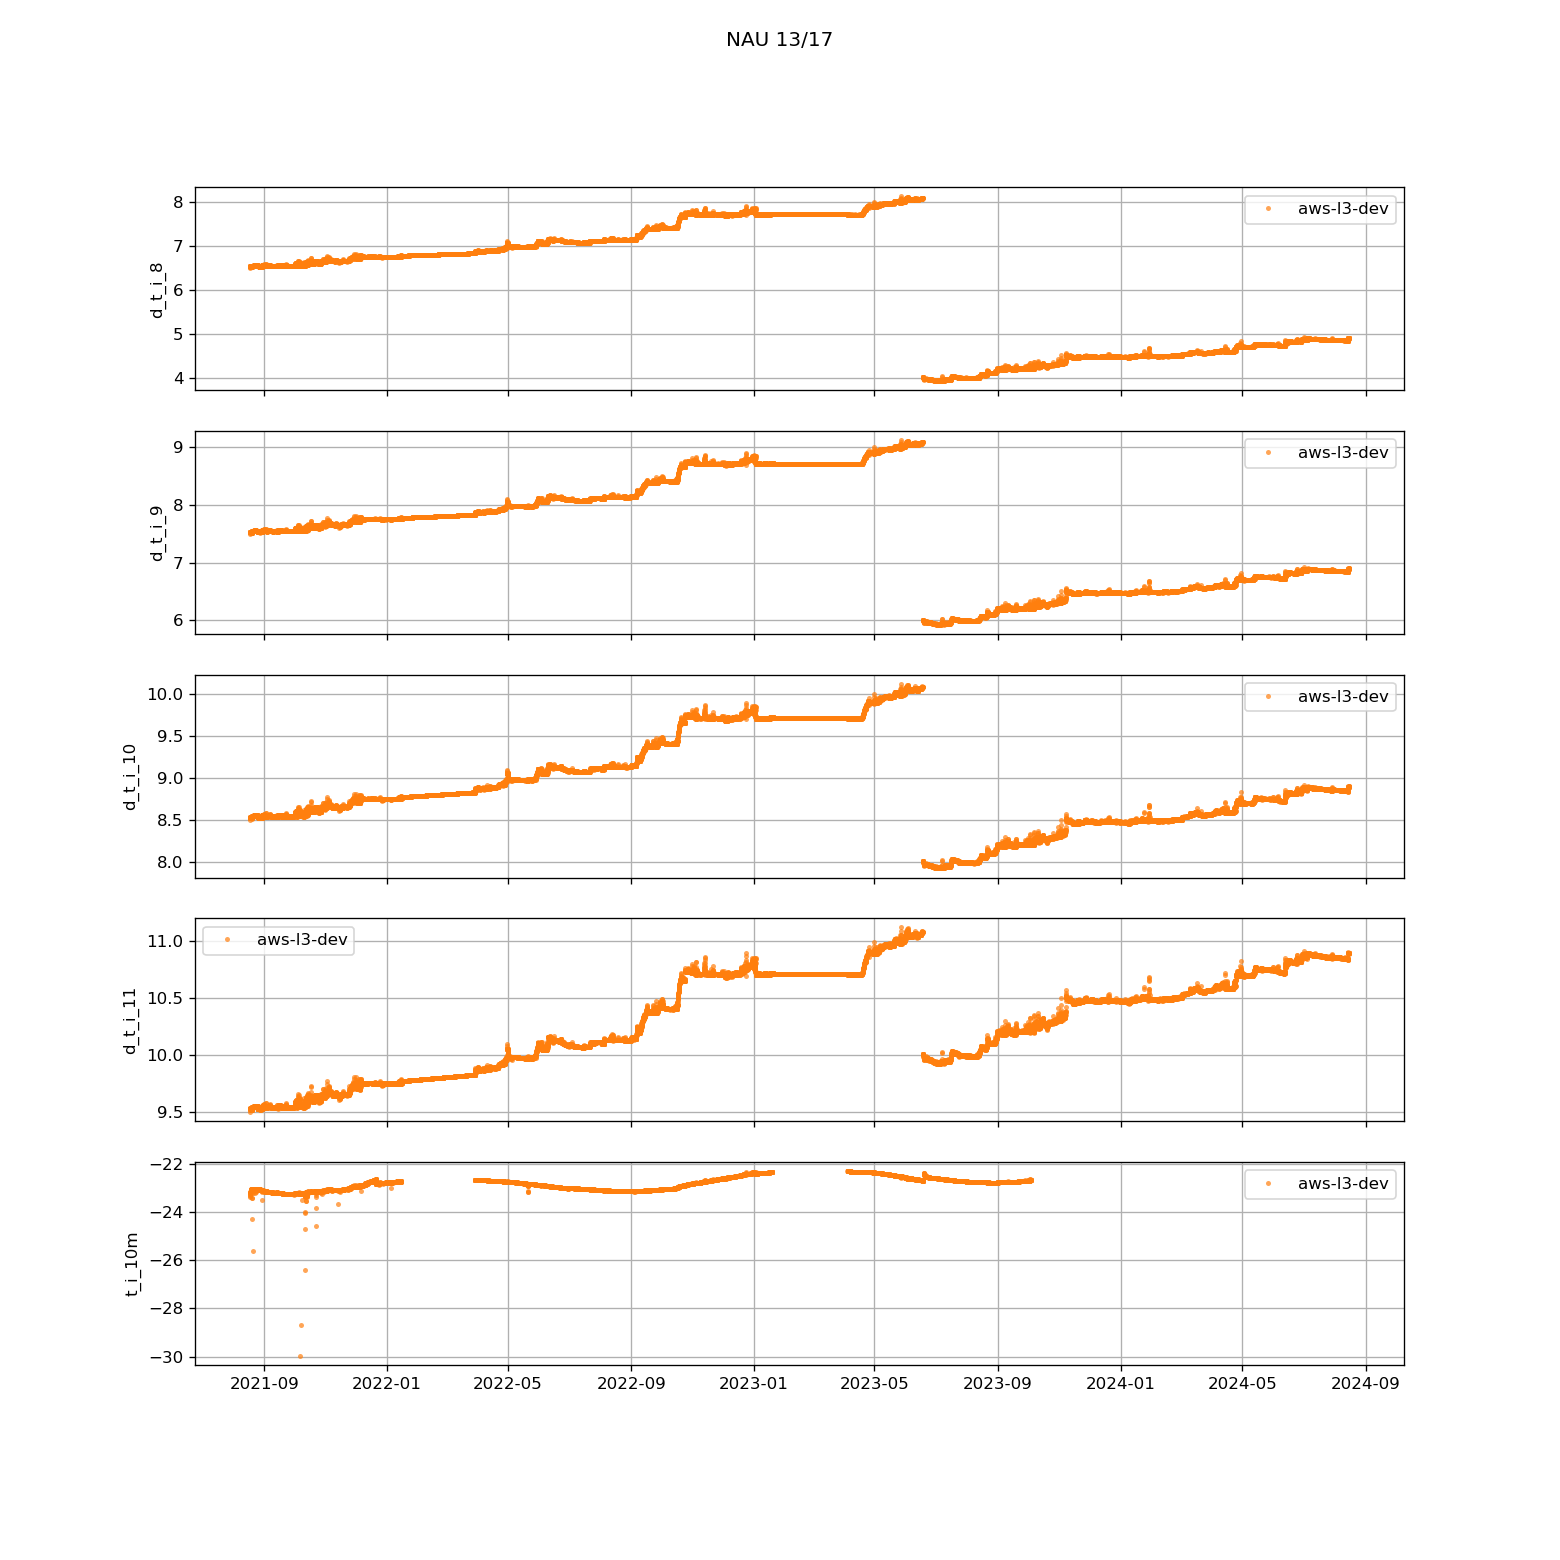 NAU 13/17
8
7
6
5
4
d_t_i_8
aws-l3-dev
9
8
7
6
d_t_i_9
aws-l3-dev
10.0
9.5
9.0
8.5
8.0
d_t_i_10
aws-l3-dev
11.0
10.5
10.0
9.5
d_t_i_11
aws-l3-dev
−22
−24
−26
−28
−30
t_i_10m
aws-l3-dev
2021-09 2022-01 2022-05 2022-09 2023-01 2023-05 2023-09 2024-01 2024-05 2024-09